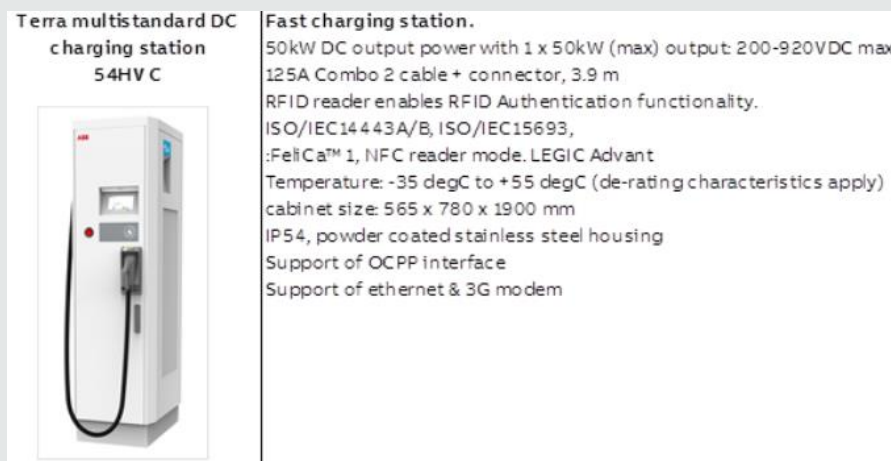 Terra multistandard DC
charging station
54HV C
ABB
Fast charging station.
50kW DC output power with 1 x 50kW (max) output: 200-920VDC max
125A Combo 2 cable + connector, 3.9 m
RFID reader enables RFID Authentication functionality.
ISO/IEC14443A/B, ISO/IEC15693,
:FeliCa™ 1, NFC reader mode. LEGIC Advant
Temperature: -35 degC to +55 degC (de-rating characteristics apply)
cabinet size: 565 x 780 x 1900 mm
IP54, powder coated stainless steel housing
Support of OCPP interface
Support of ethernet & 3G modem